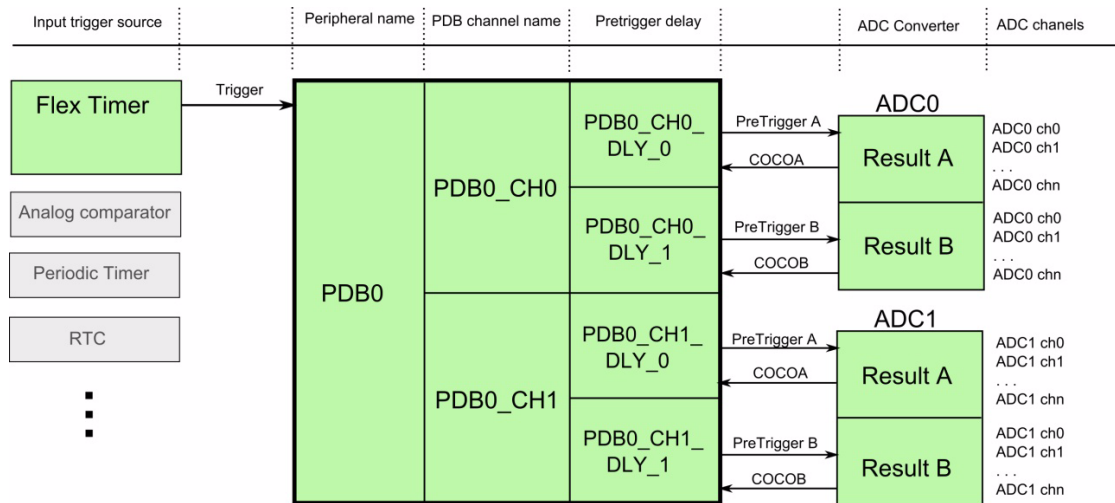 Input trigger source
Peripheral name
PDB channel name
Pretrigger delay
ADC Converter
ADC chanels
Flex Timer
Trigger
Analog comparator
Periodic Timer
RTC
PDB0
PDB0_CH0
PDB0_CH1
PDB0_CH0_
DLY_0
PDB0_CH0_
DLY_1
PDB0_CH1_
DLY_0
PDB0_CH1_
DLY_1
PreTrigger A
COCOA
PreTrigger B
COCOB
PreTrigger A
COCOA
PreTrigger B
COCOB
ADC0
Result A
Result B
ADC1
Result A
Result B
ADC0 ch0
ADC0 ch1
. . .
ADC0 chn
ADC0 ch0
ADC0 ch1
. . .
ADC0 chn
ADC1 ch0
ADC1 ch1
. . .
ADC1 chn
ADC1 ch0
ADC1 ch1
. . .
ADC1 chn